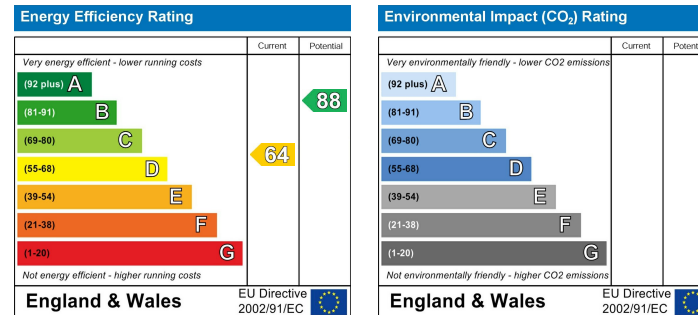 Energy Efficiency Rating
Current Potential
Very energy efficient - lower running costs
(92 plus) A
(81-91) B
88
(69-80) C
64
(55-68) D
(39-54) E
(21-38) F
(1-20) G
Not energy efficient - higher running costs
England & Wales
EU Directive
2002/91/EC
Environmental Impact (CO₂) Rating
Current Potent
Very environmentally friendly - lower CO2 emissions
(92 plus) A
(81-91) B
(69-80) C
(55-68) D
(39-54) E
(21-38) F
(1-20) G
Not environmentally friendly - higher CO2 emissions
England & Wales
EU Directive
2002/91/EC